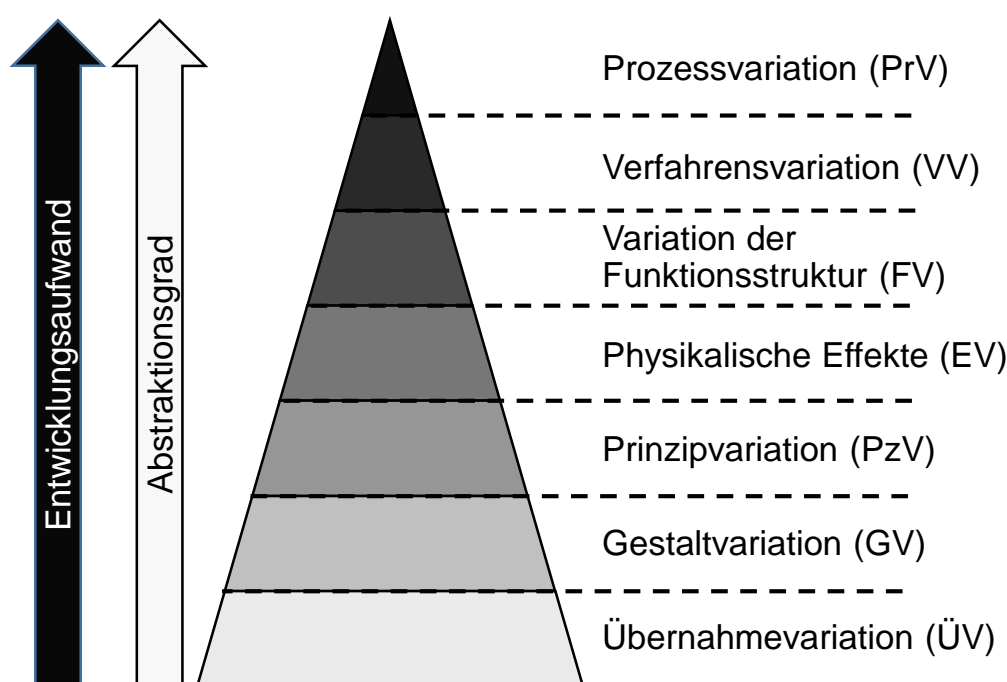 Entwicklungsaufwand
Abstraktionsgrad
Prozessvariation (PrV)
Verfahrensvariation (VV)
Variation der
Funktionsstruktur (FV)
Physikalische Effekte (EV)
Prinzipvariation (PzV)
Gestaltvariation (GV)
Übernahmevariation (ÜV)